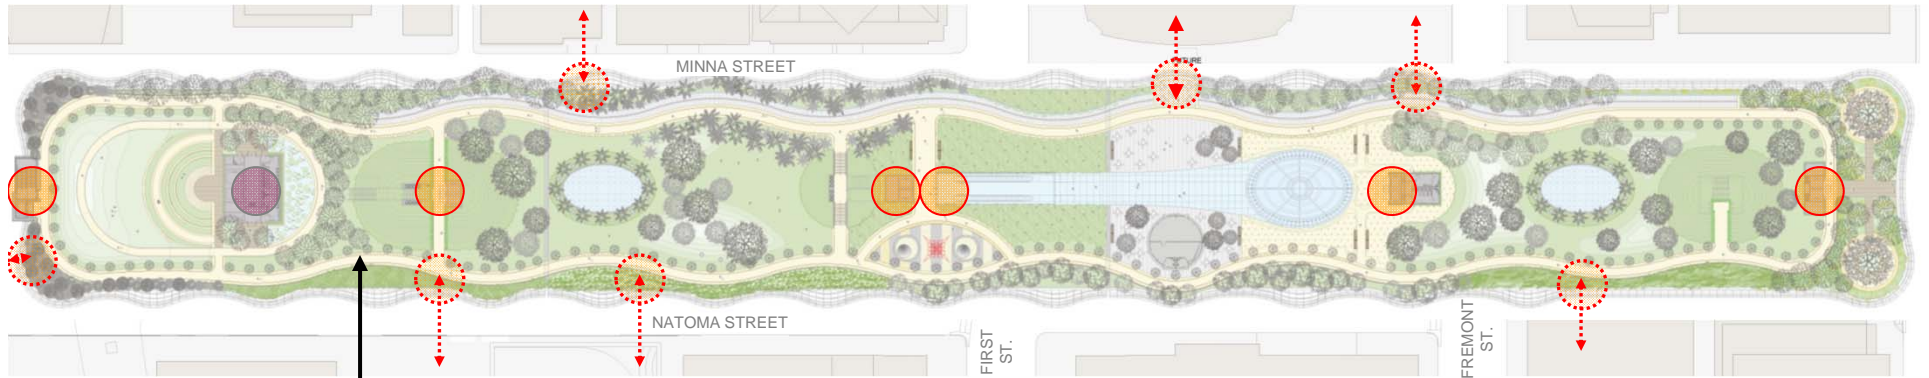 MINNA STREET
NATOMA STREET
FIRST
ST.
FREMONT
ST.